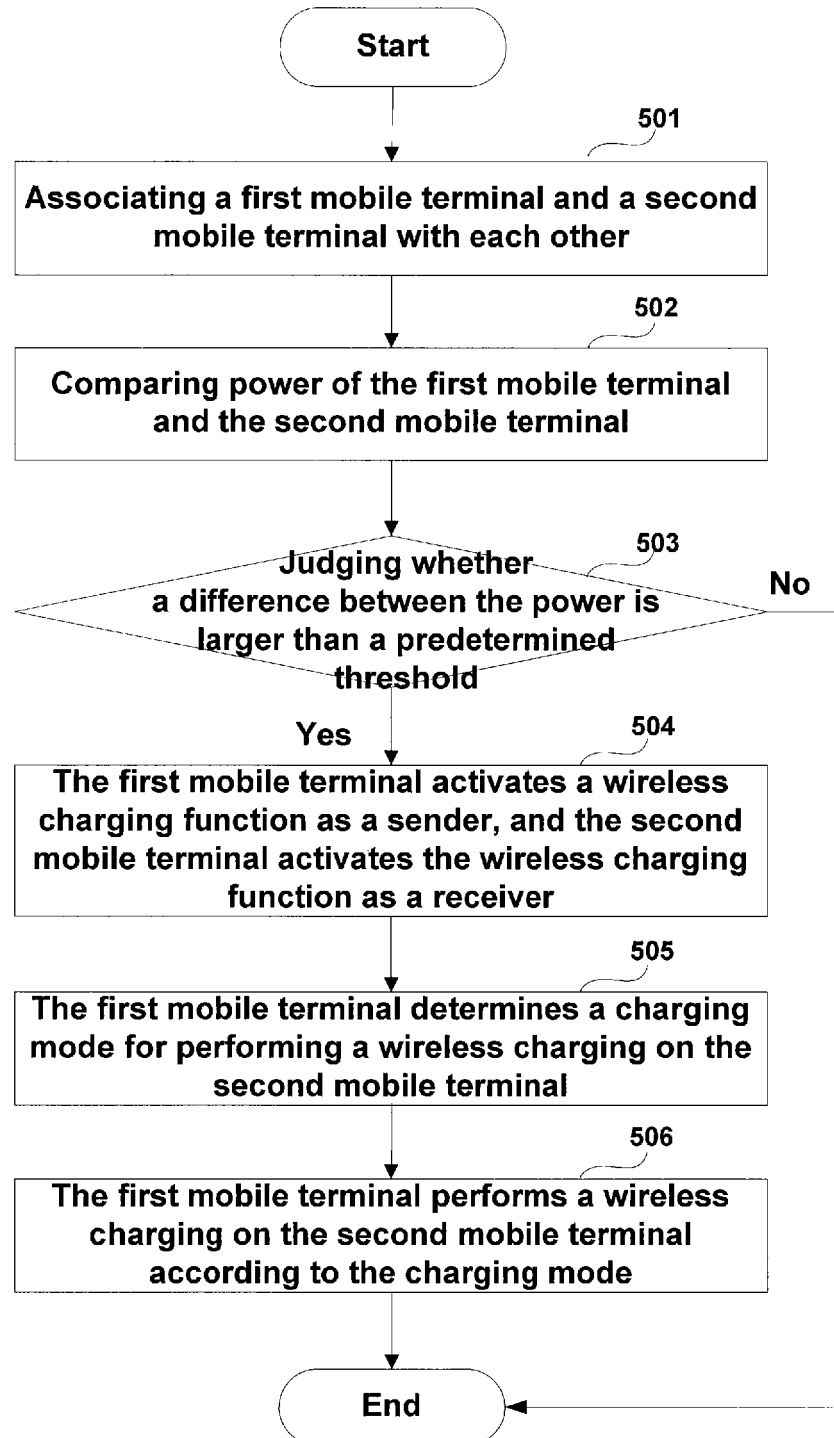 Start
501
Associating a first mobile terminal and a second
mobile terminal with each other
502
Comparing power of the first mobile terminal
and the second mobile terminal
503
Judging whether
a difference between the power is
larger than a predetermined
threshold
No
Yes
504
The first mobile terminal activates a wireless
charging function as a sender, and the second
mobile terminal activates the wireless charging
function as a receiver
505
The first mobile terminal determines a charging
mode for performing a wireless charging on the
second mobile terminal
506
The first mobile terminal performs a wireless
charging on the second mobile terminal
according to the charging mode
End